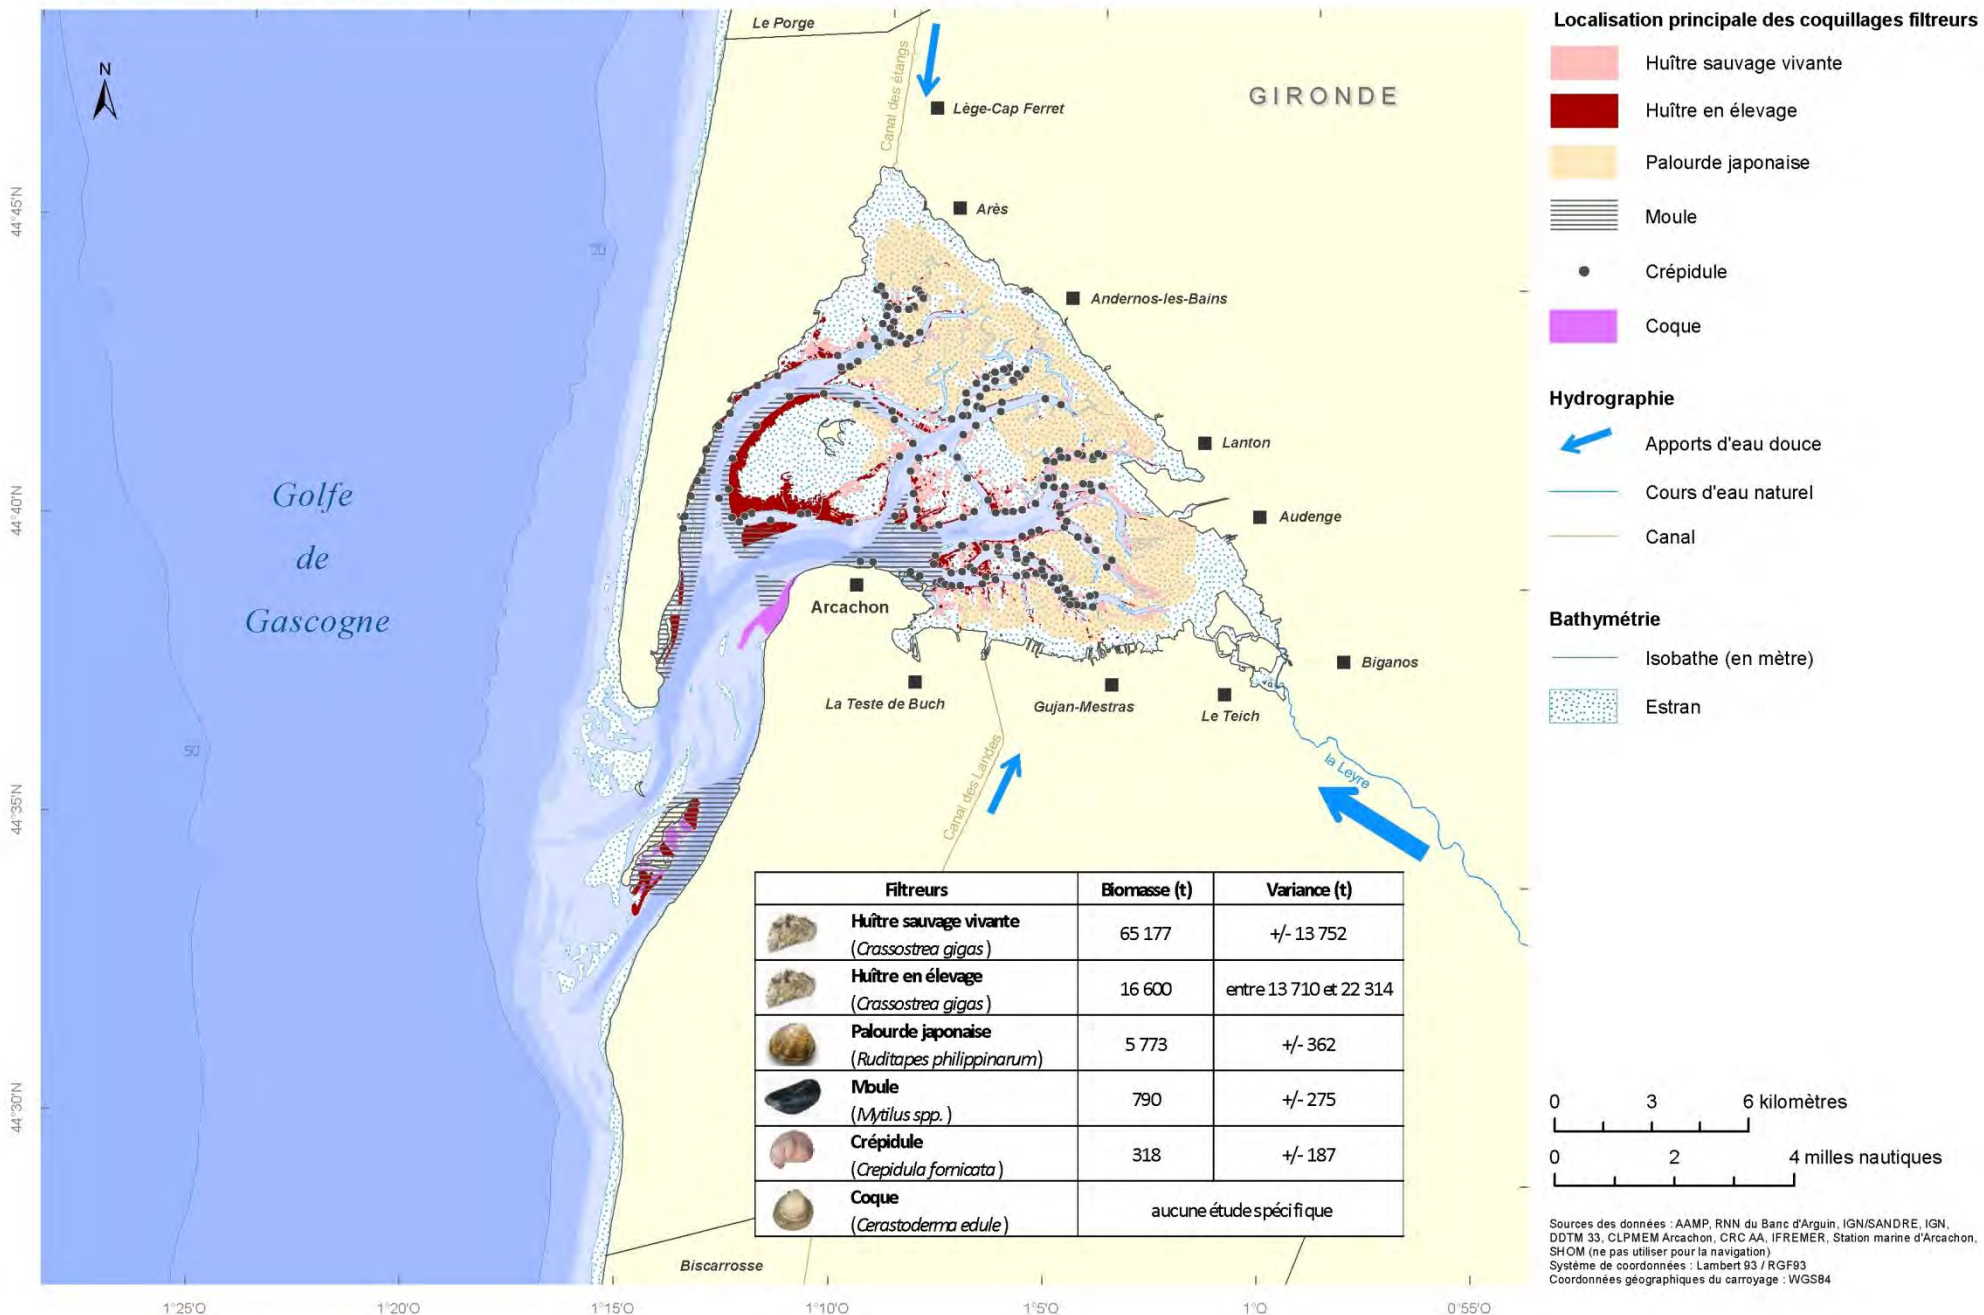 Localisation principale des coquillages filtreurs
Huître sauvage vivante
Huître en élevage
Palourde japonaise
Moule
Crépidule
Coque
Hydrographie
Apports d'eau douce
Cours d'eau naturel
Canal
Bathymétrie
Isobathe (en mètre)
Estran
0 3 6 kilomètres
0 2 4 milles nautiques
Sources des données : AAMP, RNN du Banc d'Arguin, IGN/SANDRE, IGN,
DDTM 33, CLPMEM Arcachon, CRC AA, IFREMER, Station marine d'Arcachon,
SHOM (ne pas utiliser pour la navigation)
Système de coordonnées : Lambert 93 / RGF93
Coordonnées géographiques du carroyage : WGS84
N
Le Porge
Canal des étangs
Lège-Cap Ferret
GIRONDE
Arès
Andernos-les-Bains
Lanton
Audenge
Biganos
Le Teich
Gujan-Mestras
La Teste de Buch
Arcachon
Canal des Landes
la Leyre
Biscarrosse
Golfe
de
Gascogne
20
50
44°45'N
44°40'N
44°35'N
44°30'N
1°25'O
1°20'O
1°15'O
1°10'O
1°5'O
1°O
0°55'O
Filtreurs Biomasse (t) Variance (t)
Huître sauvage vivante
(Crassostrea gigas ) 65 177 +/- 13 752
Huître en élevage
(Crassostrea gigas ) 16 600 entre 13 710 et 22 314
Palourde japonaise
(Ruditapes philippinarum) 5 773 +/- 362
Moule
(Mytilus spp. ) 790 +/- 275
Crépidule
(Crepidula fornicata ) 318 +/- 187
Coque
(Cerastoderma edule ) aucune étude spécifique